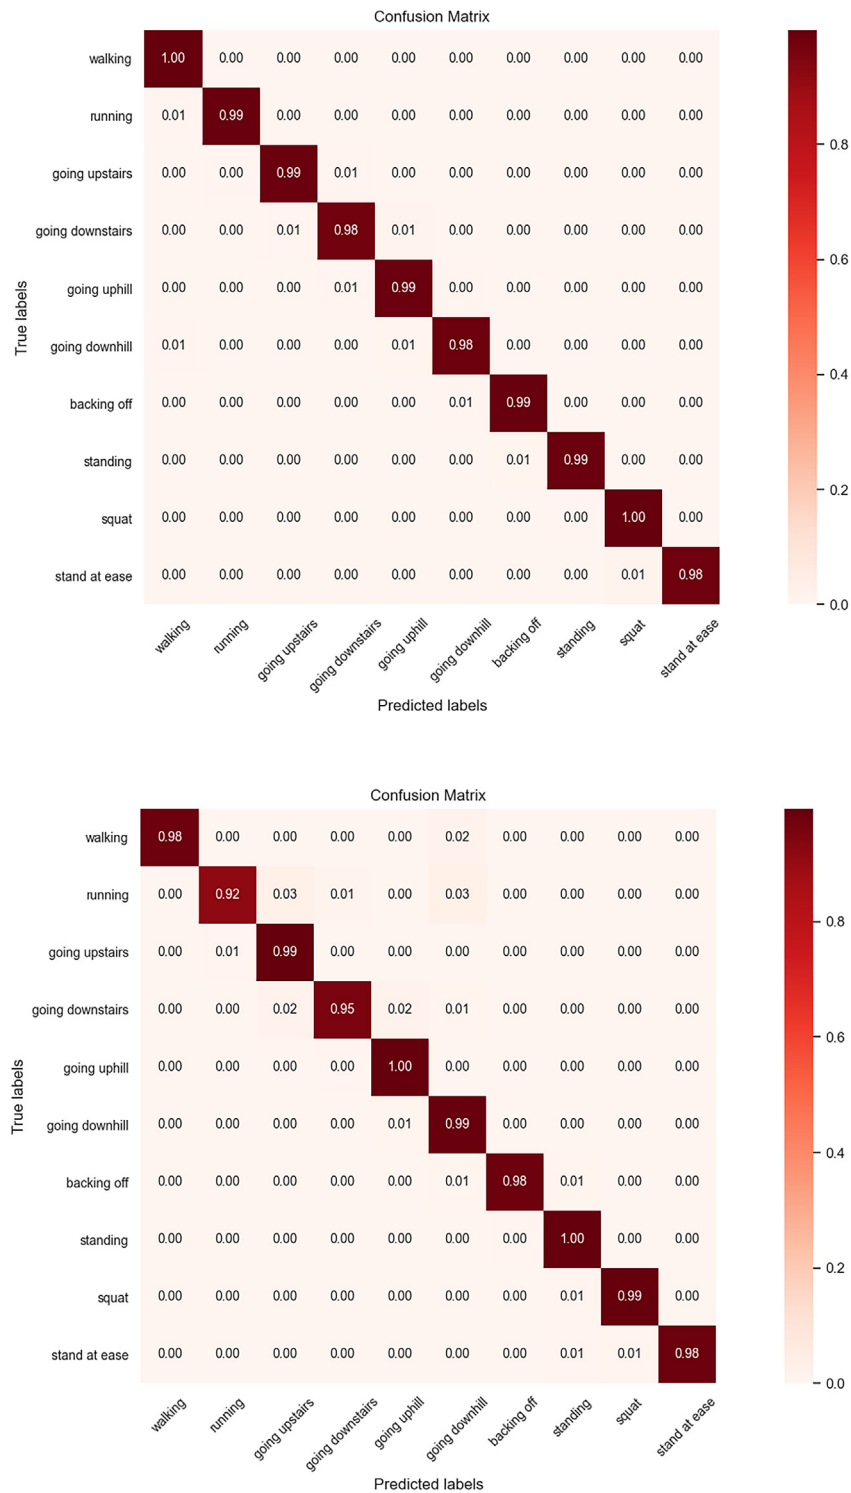 Confusion Matrix
walking 1.00 0.00 0.00 0.00 0.00 0.00 0.00 0.00 0.00 0.00
running 0.01 0.99 0.00 0.00 0.00 0.00 0.00 0.00 0.00 0.00
0.8
going upstairs 0.00 0.00 0.99 0.01 0.00 0.00 0.00 0.00 0.00 0.00
going downstairs 0.00 0.00 0.01 0.98 0.01 0.00 0.00 0.00 0.00 0.00
0.6
True labels
going uphill 0.00 0.00 0.00 0.01 0.99 0.00 0.00 0.00 0.00 0.00
going downhill 0.01 0.00 0.00 0.00 0.01 0.98 0.00 0.00 0.00 0.00
0.4
backing off 0.00 0.00 0.00 0.00 0.00 0.01 0.99 0.00 0.00 0.00
standing 0.00 0.00 0.00 0.00 0.00 0.00 0.01 0.99 0.00 0.00
0.2
squat 0.00 0.00 0.00 0.00 0.00 0.00 0.00 0.00 1.00 0.00
stand at ease 0.00 0.00 0.00 0.00 0.00 0.00 0.00 0.00 0.01 0.98
0.0
walking running going upstairs going downstairs going uphill going downhill backing off standing squat stand at ease
Predicted labels
Confusion Matrix
walking 0.98 0.00 0.00 0.00 0.00 0.02 0.00 0.00 0.00 0.00
running 0.00 0.92 0.03 0.01 0.00 0.03 0.00 0.00 0.00 0.00
0.8
going upstairs 0.00 0.01 0.99 0.00 0.00 0.00 0.00 0.00 0.00 0.00
going downstairs 0.00 0.00 0.02 0.95 0.02 0.01 0.00 0.00 0.00 0.00
0.6
True labels
going uphill 0.00 0.00 0.00 0.00 1.00 0.00 0.00 0.00 0.00 0.00
going downhill 0.00 0.00 0.00 0.00 0.01 0.99 0.00 0.00 0.00 0.00
0.4
backing off 0.00 0.00 0.00 0.00 0.00 0.01 0.98 0.01 0.00 0.00
standing 0.00 0.00 0.00 0.00 0.00 0.00 0.00 1.00 0.00 0.00
0.2
squat 0.00 0.00 0.00 0.00 0.00 0.00 0.00 0.01 0.99 0.00
stand at ease 0.00 0.00 0.00 0.00 0.00 0.00 0.00 0.01 0.01 0.98
0.0
walking running going upstairs going downstairs going uphill going downhill backing off standing squat stand at ease
Predicted labels